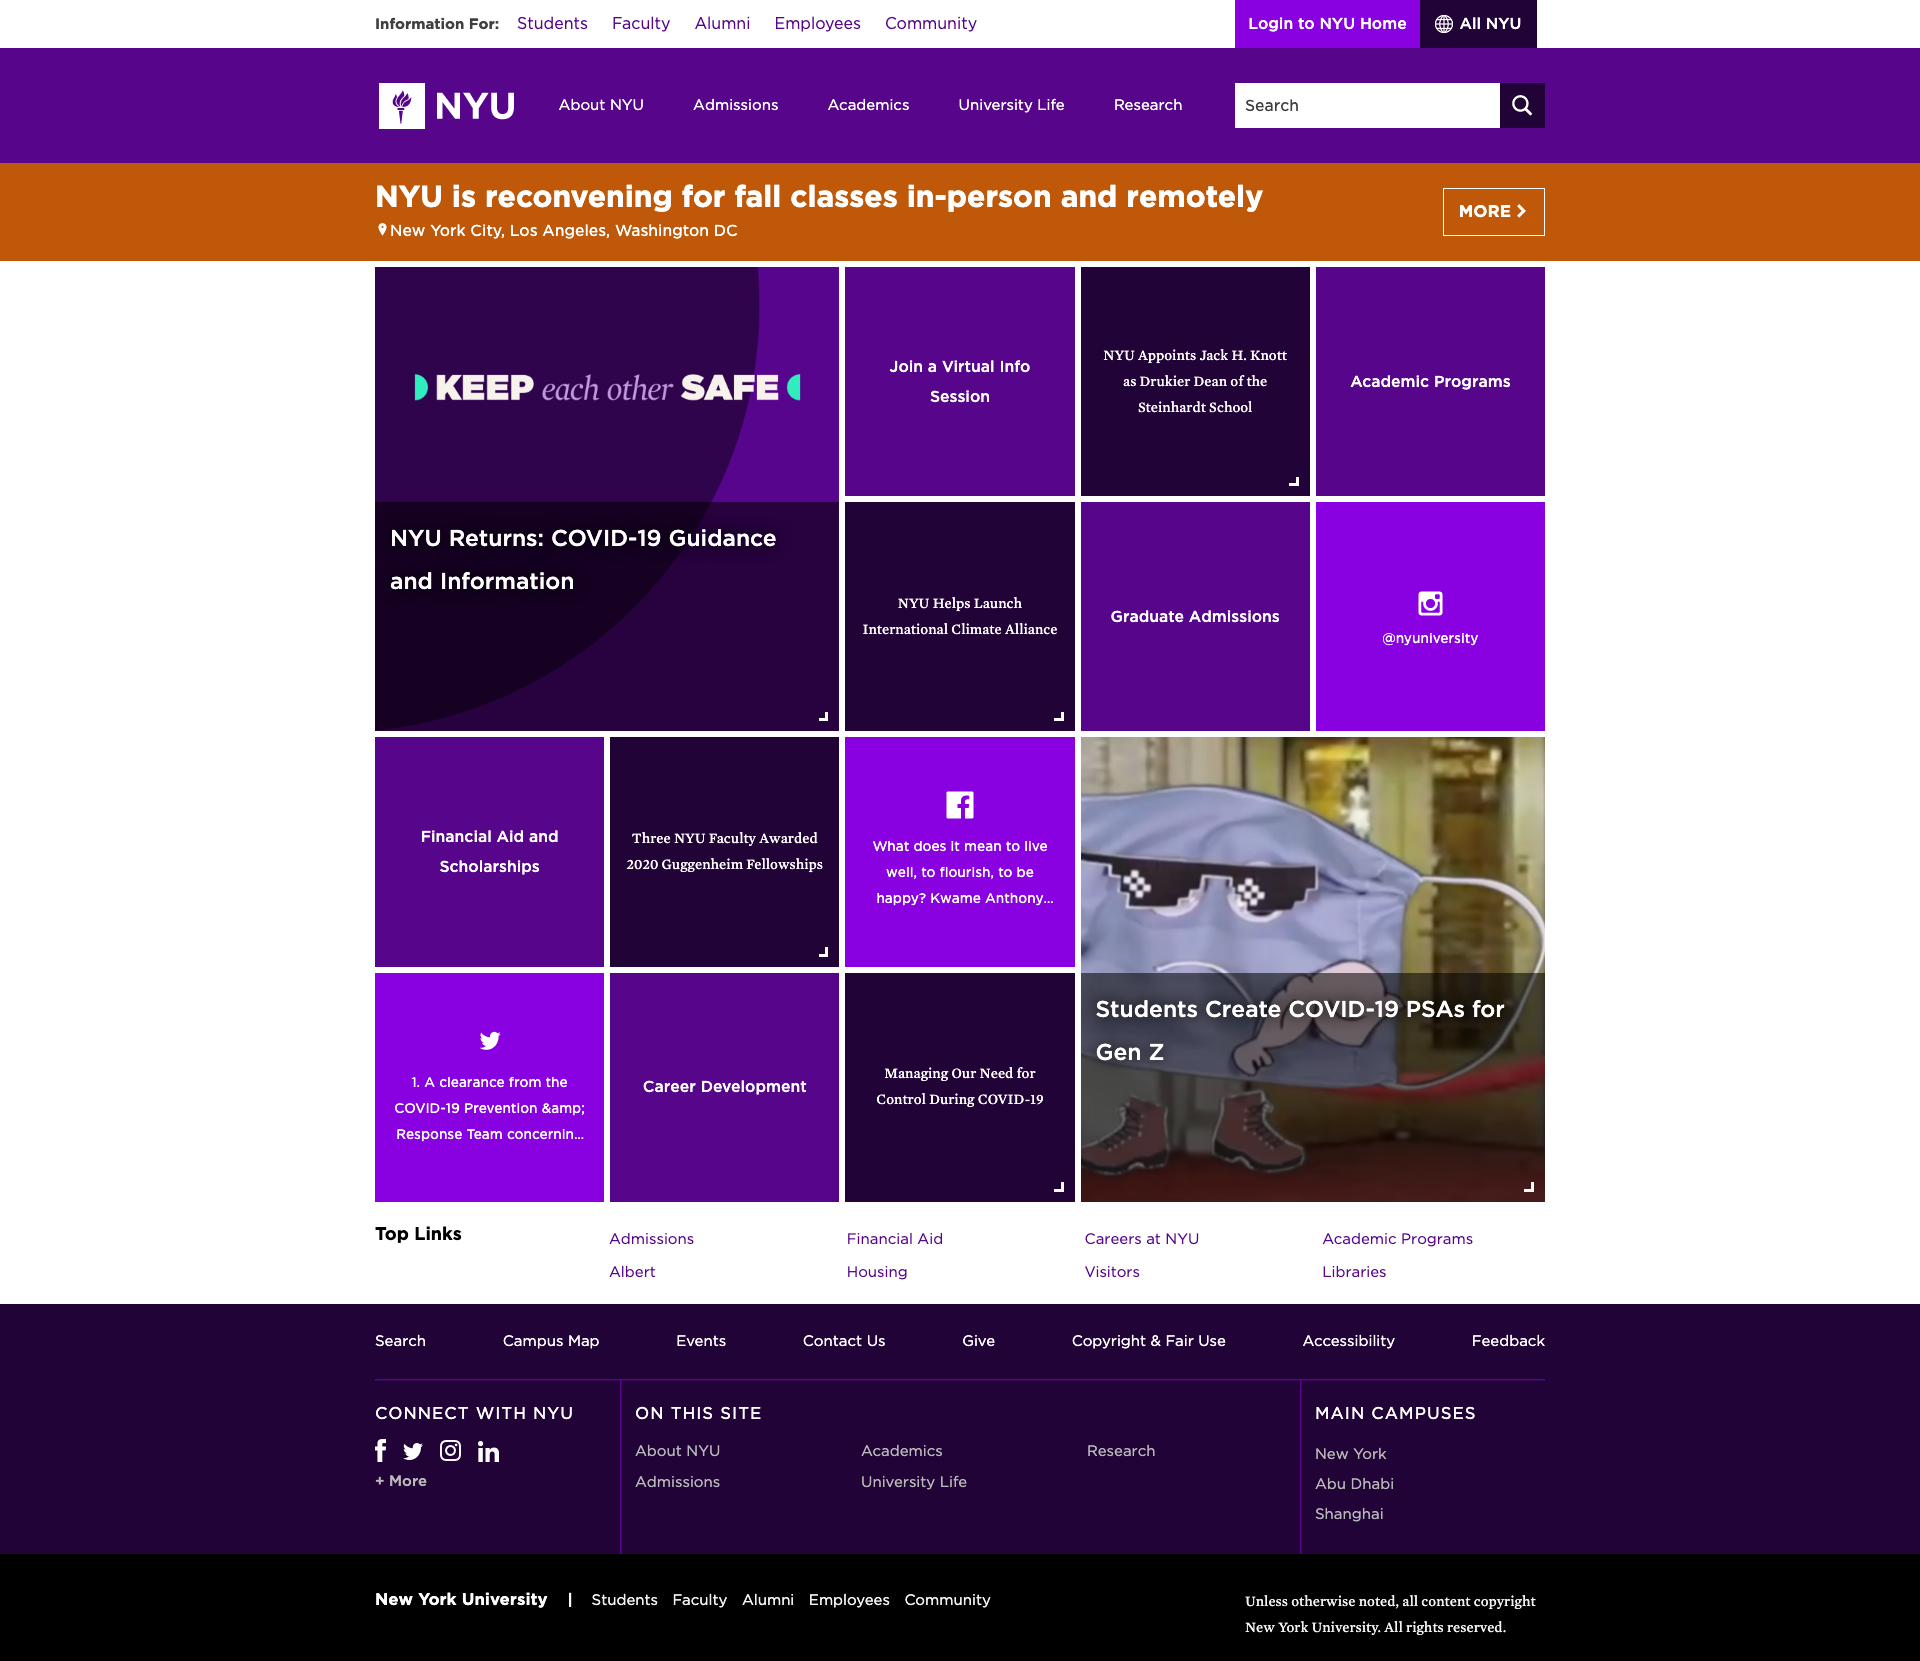 Information For: Students Faculty Alumni Employees Community Login to NYU Home All NYU
NYU About NYU Admissions Academics University Life Research Search
NYU is reconvening for fall classes in-person and remotely
New York City, Los Angeles, Washington DC
MORE
KEEP each other SAFE
NYU Returns: COVID-19 Guidance
and Information
Join a Virtual Info
Session
NYU Appoints Jack H. Knott
as Drukier Dean of the
Steinhardt School
Academic Programs
NYU Helps Launch
International Climate Alliance
Graduate Admissions
@nyuniversity
Financial Aid and
Scholarships
Three NYU Faculty Awarded
2020 Guggenheim Fellowships
What does it mean to live
well, to flourish, to be
happy? Kwame Anthony...
1. A clearance from the
COVID-19 Prevention &amp;
Response Team concernin...
Career Development
Managing Our Need for
Control During COVID-19
Students Create COVID-19 PSAs for
Gen Z
Top Links
Admissions Financial Aid Careers at NYU Academic Programs
Albert Housing Visitors Libraries
Search Campus Map Events Contact Us Give Copyright & Fair Use Accessibility Feedback
CONNECT WITH NYU
+ More
ON THIS SITE
About NYU Academics Research
Admissions University Life
MAIN CAMPUSES
New York
Abu Dhabi
Shanghai
New York University | Students Faculty Alumni Employees Community
Unless otherwise noted, all content copyright
New York University. All rights reserved.